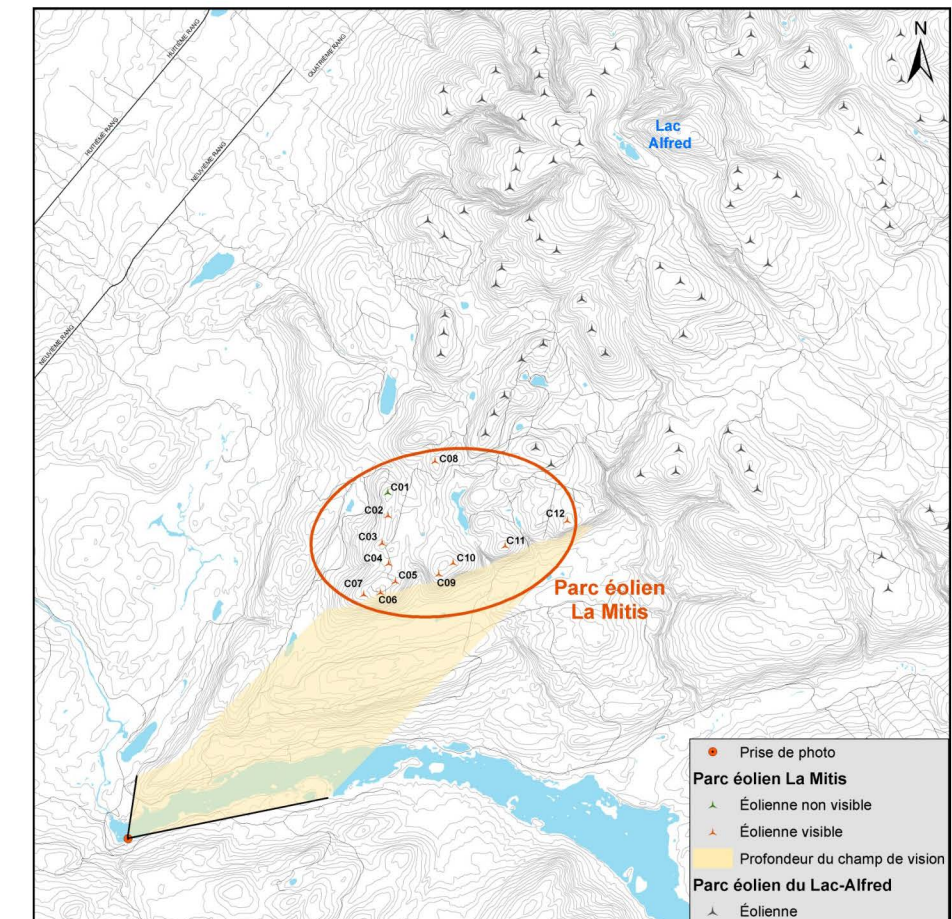 HUITIÈME RANG
QUATRIÈME RANG
N
HUITIÈME RANG
NEUVIÈME RANG
Lac
Alfred
NEUVIÈME RANG
C08
C01
C02
C12
C03
C11
C04
C10
C05
C09
C07
C06
Parc éolien
La Mitis
Prise de photo
Parc éolien La Mitis
Éolienne non visible
Éolienne visible
Profondeur du champ de vision
Parc éolien du Lac-Alfred
Éolienne